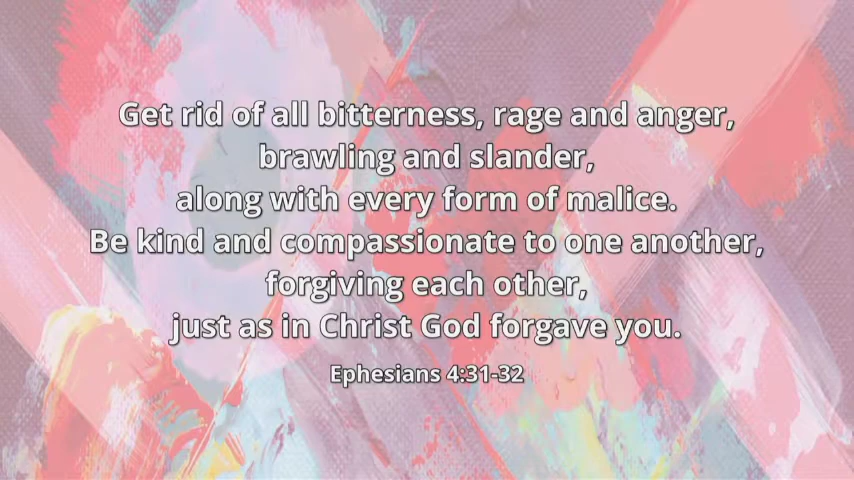 Get rid of all bitterness, rage and anger,
brawling and slander,
along with every form of malice.
Be kind and compassionate to one another,
forgiving each other,
just as in Christ God forgave you.
Ephesians 4:31-32